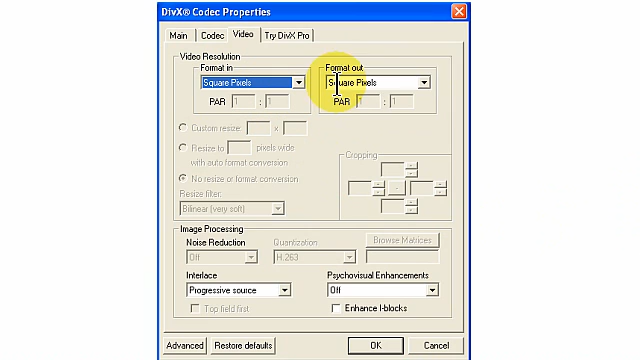 DivX® Codec Properties
Main Codec Video Try DivX Pro
Video Resolution
Format in Format out
Square Pixels Square Pixels
PAR 1 : 1 PAR 1 : 1
Custom resize: x
Resize to pixels wide
with auto format conversion
Cropping
No resize or format conversion
Resize filter:
Bilinear (very soft)
Image Processing
Noise Reduction Quantization Browse Matrices
Off H.263
Interlace Psychovisual Enhancements
Progressive source Off
Top field first Enhance I-blocks
Advanced Restore defaults OK Cancel